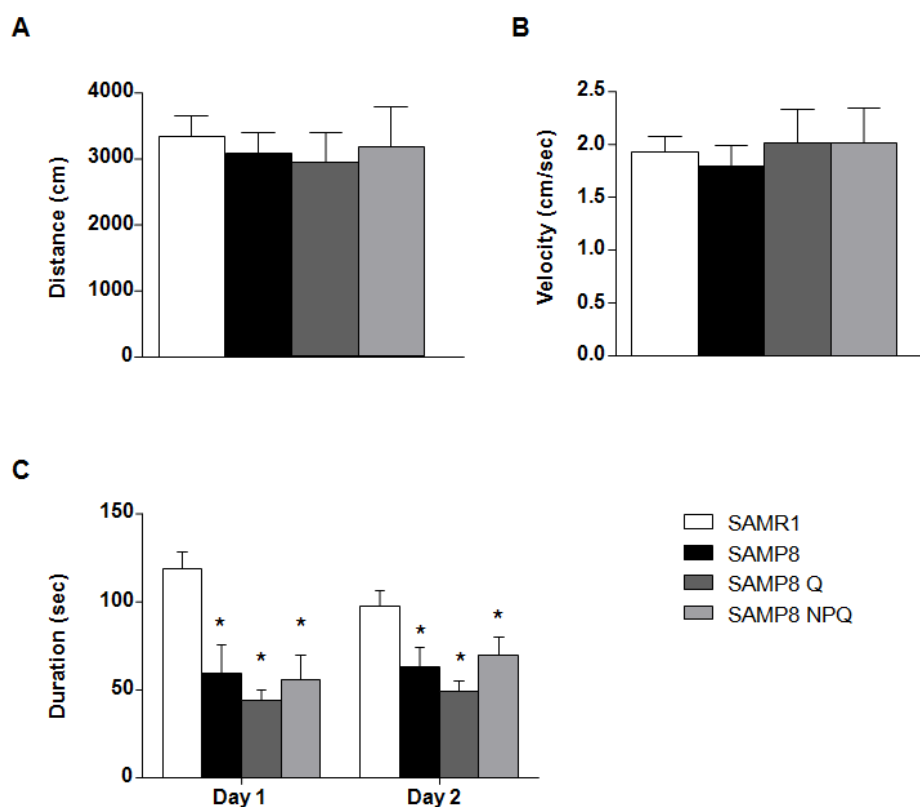 A
Distance (cm)
4000
3000
2000
1000
0
B
Velocity (cm/sec)
2.5
2.0
1.5
1.0
0.5
0.0
C
Duration (sec)
150
100
50
0
* * *
* * *
Day 1 Day 2
SAMR1
SAMP8
SAMP8 Q
SAMP8 NPQ